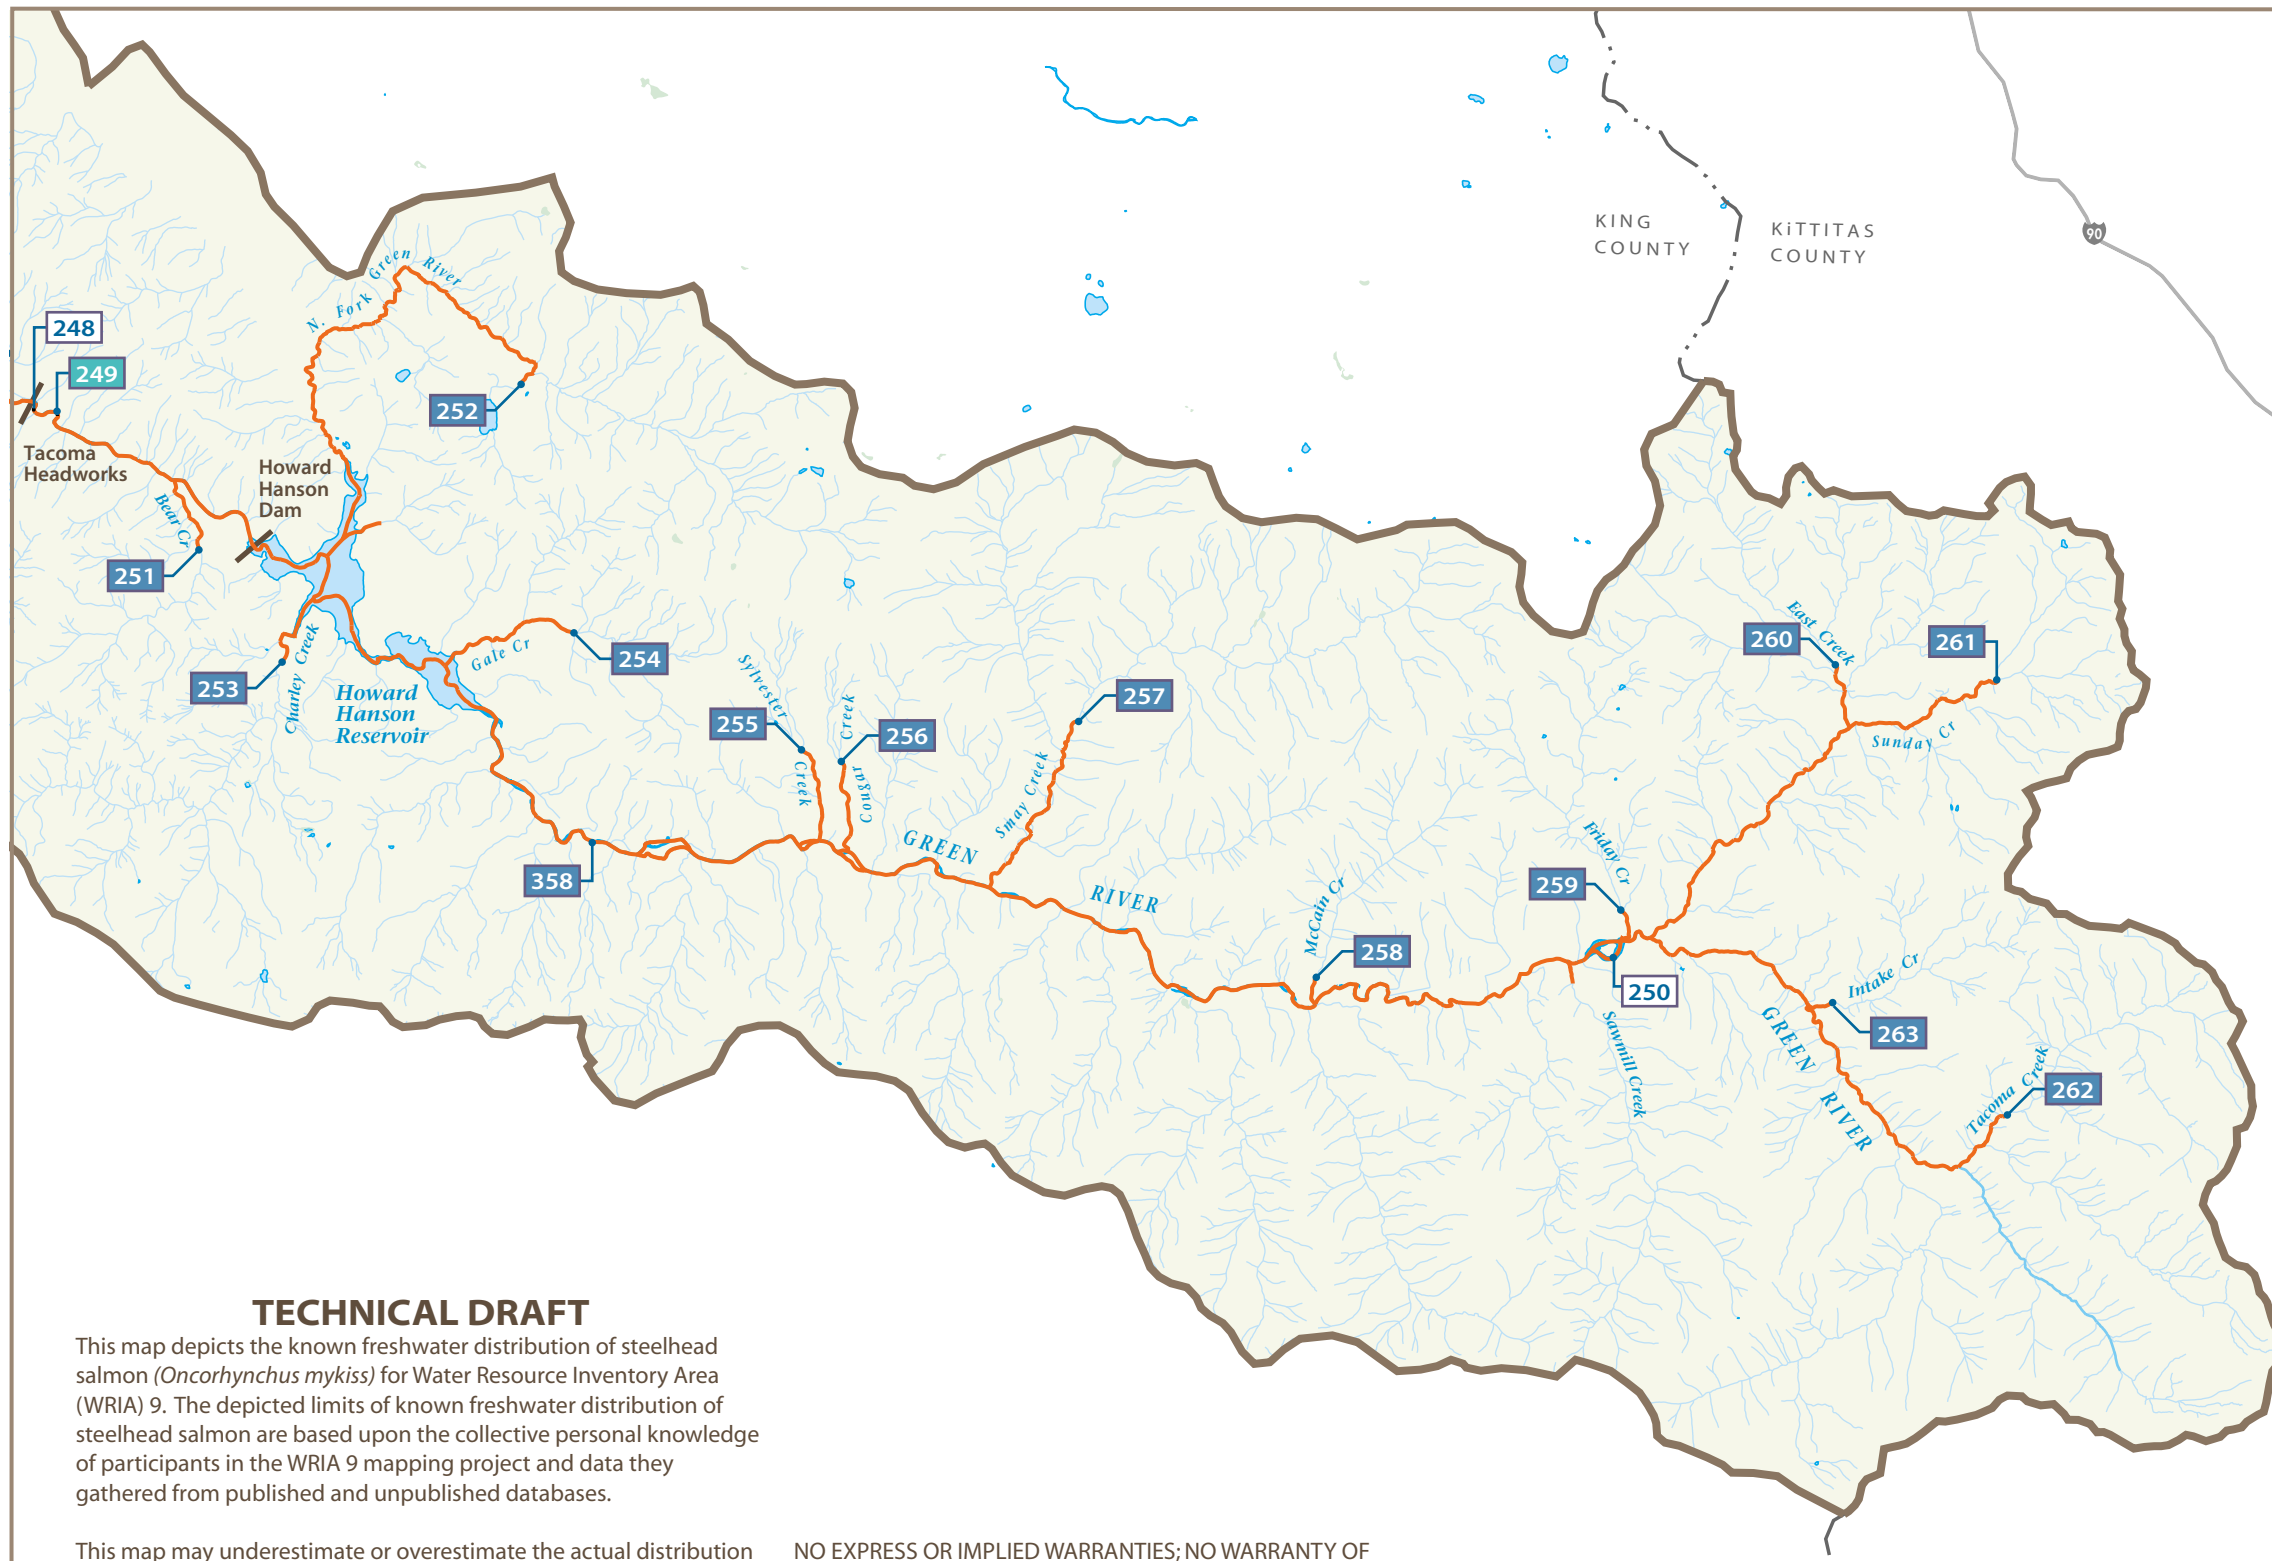 KING
COUNTY
KiTTITAS
COUNTY
90
N. Fork Green River
248
249
252
Tacoma
Headworks
Howard
Hanson
Dam
Bear Cr
251
253
Charley Creek
Howard
Hanson
Reservoir
Gale Cr
254
Sylvester Creek
255
Cougar Creek
256
257
Smay Creek
358
GREEN RIVER
McCain Cr
258
Friday Cr
259
250
Sawmill Creek
East Creek
260
261
Sunday Cr
Intake Cr
263
GREEN RIVER
Tacoma Creek
262
TECHNICAL DRAFT
This map depicts the known freshwater distribution of steelhead
salmon (Oncorhynchus mykiss) for Water Resource Inventory Area
(WRIA) 9. The depicted limits of known freshwater distribution of
steelhead salmon are based upon the collective personal knowledge
of participants in the WRIA 9 mapping project and data they
gathered from published and unpublished databases.
This map may underestimate or overestimate the actual distribution
NO EXPRESS OR IMPLIED WARRANTIES; NO WARRANTY OF